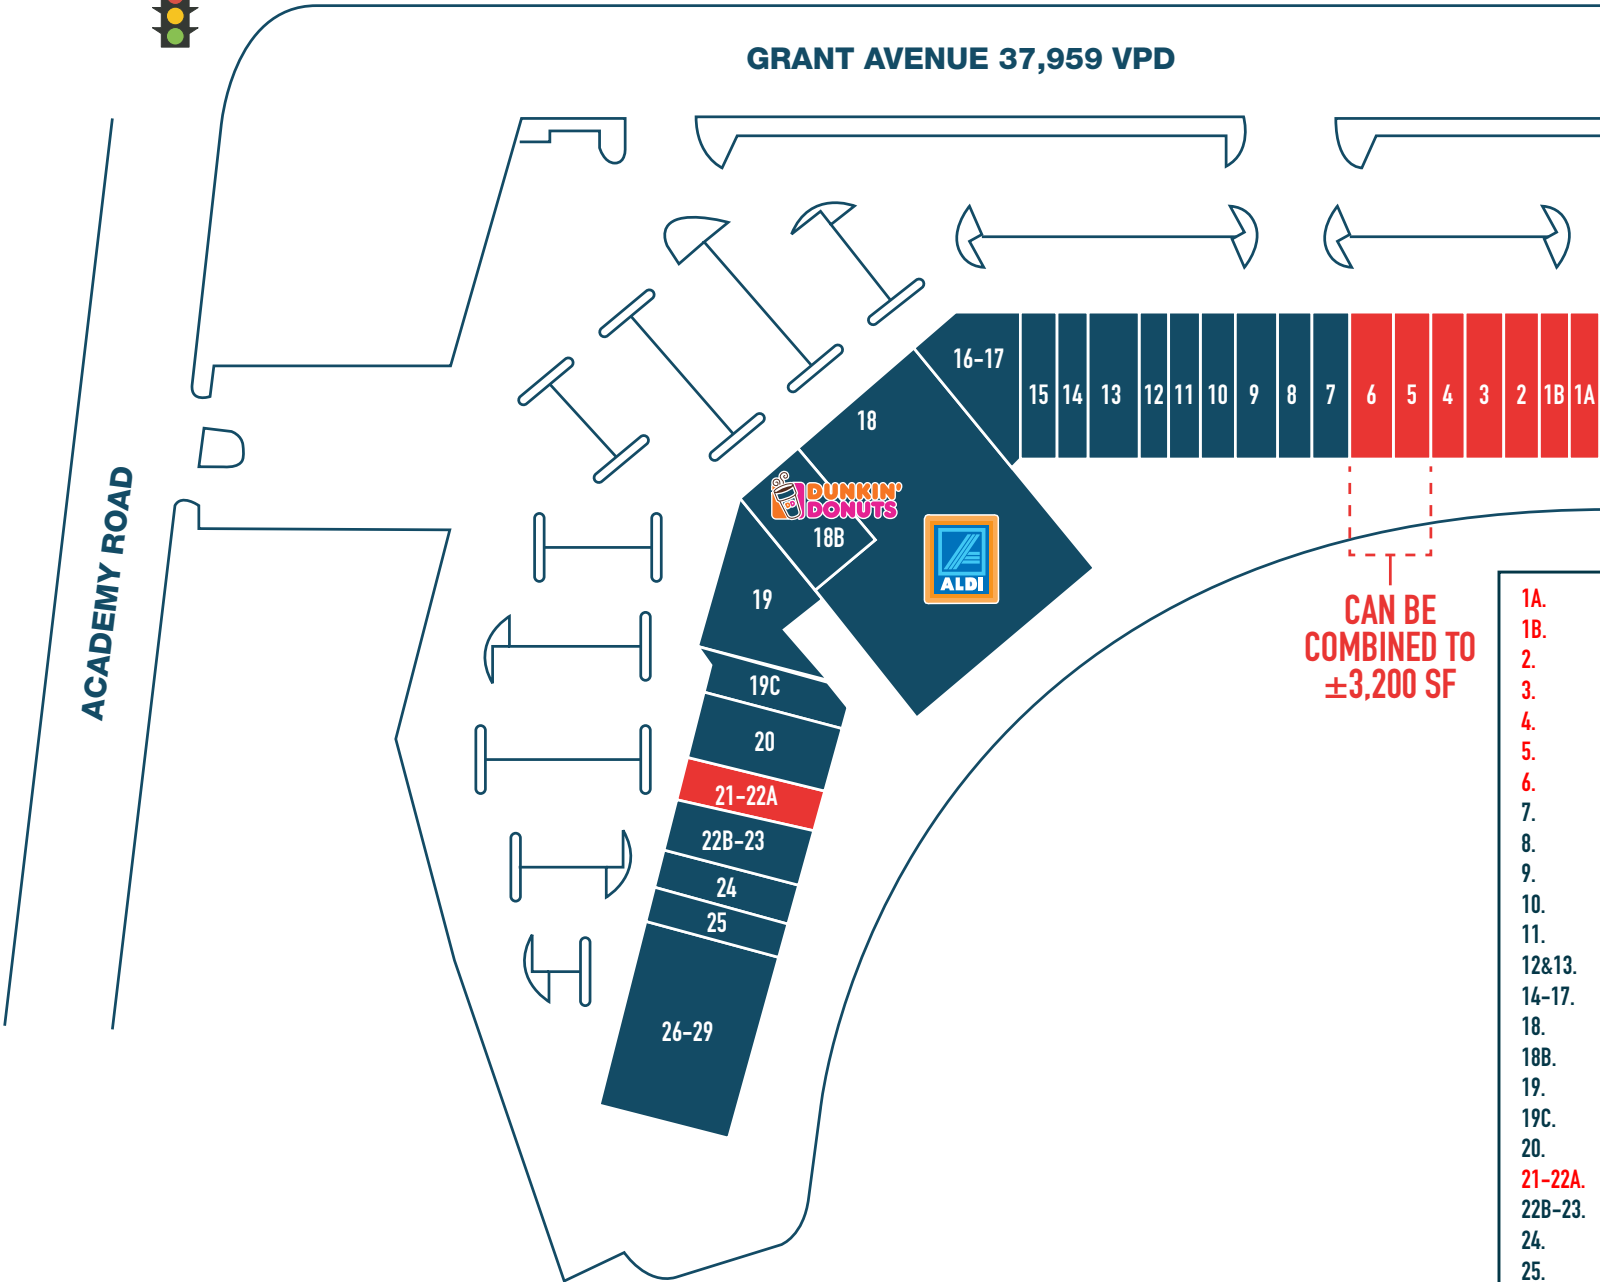 GRANT AVENUE 37,959 VPD
ACADEMY ROAD
16-17
15
14
13
12
11
10
9
8
7
6
5
4
3
2
1B
1A
18
DUNKIN'
DONUTS
18B
ALDI
19
19C
20
21-22A
22B-23
24
25
26-29
CAN BE
COMBINED TO
±3,200 SF
1A.
1B.
2.
3.
4.
5.
6.
7.
8.
9.
10.
11.
12&13.
14-17.
18.
18B.
19.
19C.
20.
21-22A.
22B-23.
24.
25.